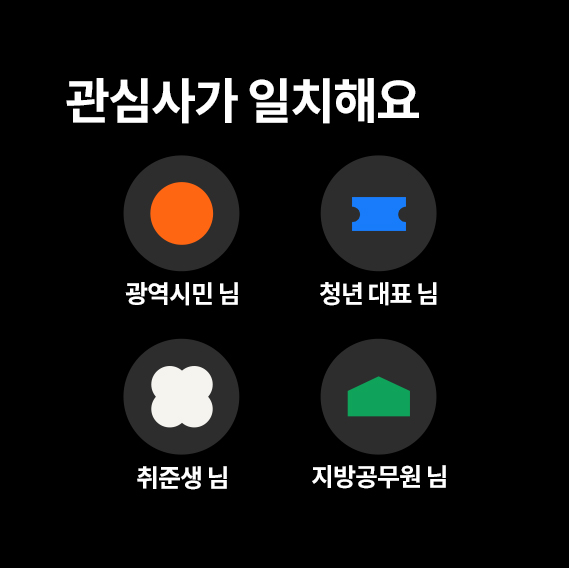 관심사가 일치해요
광역시민 님
청년 대표 님
취준생 님
지방공무원 님